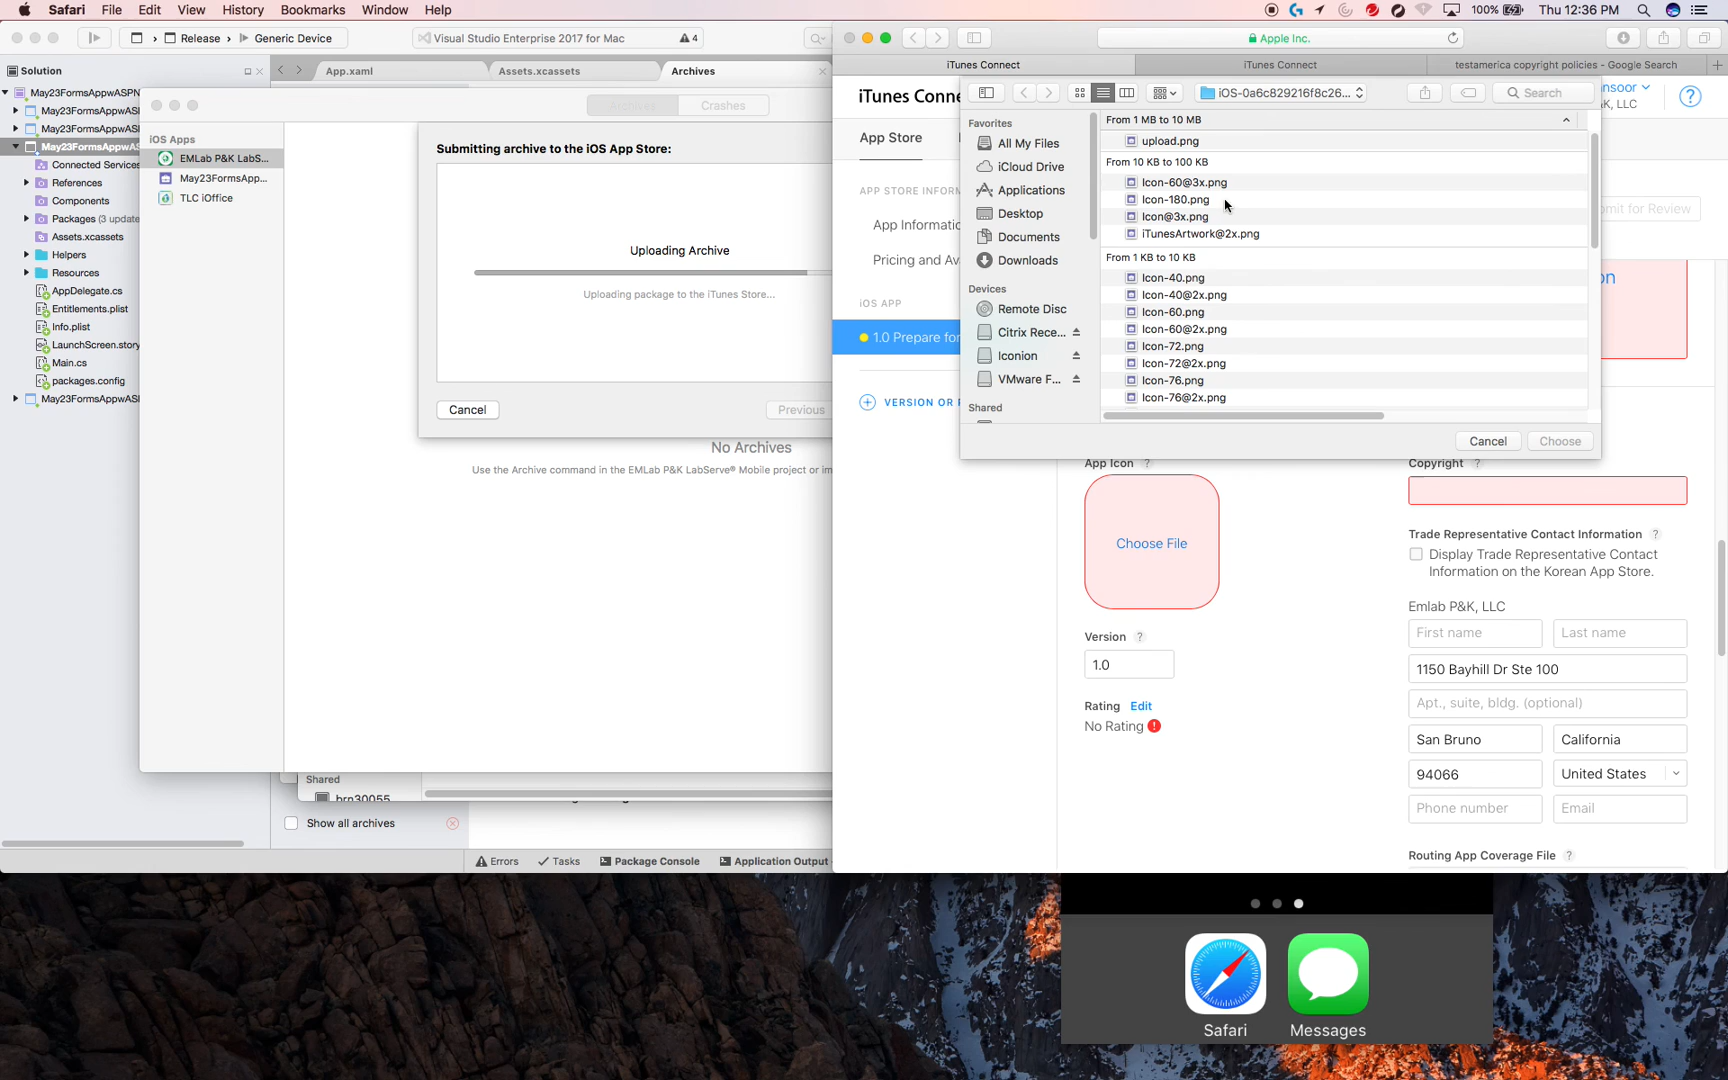 Safari File Edit View History Bookmarks Window Help
100% Thu 12:36 PM
Release Generic Device
Visual Studio Enterprise 2017 for Mac 4
Solution
App.xaml
Assets.xcassets
Archives
May23FormsAppwASPN
May23FormsAppwASI
May23FormsAppwASI
May23FormsAppwAS
Connected Services
References
Components
Packages (3 update
Assets.xcassets
Helpers
Resources
AppDelegate.cs
Entitlements.plist
Info.plist
LaunchScreen.story
Main.cs
packages.config
May23FormsAppwASI
Archives Crashes
iOS Apps
EMLab P&K LabS...
May23FormsApp...
TLC iOffice
Submitting archive to the iOS App Store:
Uploading Archive
Uploading package to the iTunes Store...
Cancel
Previous
No Archives
Use the Archive command in the EMLab P&K LabServe® Mobile project or im
Shared
brn30055
Show all archives
Errors Tasks Package Console Application Output
Apple Inc.
iTunes Connect
iTunes Connect
testamerica copyright policies - Google Search
iTunes Conne
nsoor
K, LLC
?
App Store
APP STORE INFORM
App Informatic
Pricing and Av
iOS APP
1.0 Prepare for
VERSION OR P
mit for Review
on
iOS-0a6c829216f8c26...
Search
Favorites
All My Files
iCloud Drive
Applications
Desktop
Documents
Downloads
Devices
Remote Disc
Citrix Rece...
Iconion
VMware F...
Shared
From 1 MB to 10 MB
upload.png
From 10 KB to 100 KB
Icon-60@3x.png
Icon-180.png
Icon@3x.png
iTunesArtwork@2x.png
From 1 KB to 10 KB
Icon-40.png
Icon-40@2x.png
Icon-60.png
Icon-60@2x.png
Icon-72.png
Icon-72@2x.png
Icon-76.png
Icon-76@2x.png
Cancel
Choose
App Icon ?
Choose File
Version ?
1.0
Rating Edit
No Rating
Copyright ?
Trade Representative Contact Information ?
Display Trade Representative Contact
Information on the Korean App Store.
Emlab P&K, LLC
First name
Last name
1150 Bayhill Dr Ste 100
Apt., suite, bldg. (optional)
San Bruno
California
94066
United States
Phone number
Email
Routing App Coverage File ?
Safari
Messages